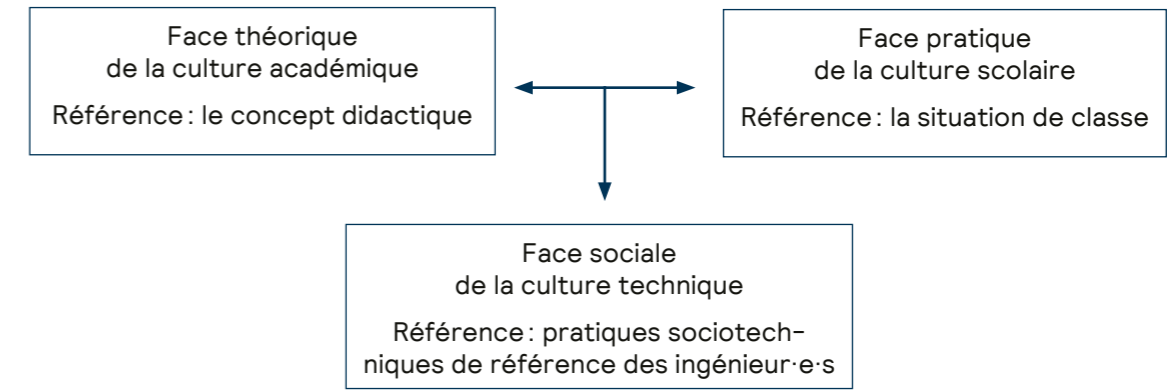 Face théorique
de la culture académique
Référence : le concept didactique
Face pratique
de la culture scolaire
Référence : la situation de classe
Face sociale
de la culture technique
Référence : pratiques sociotech-
niques de référence des ingénieur·e·s